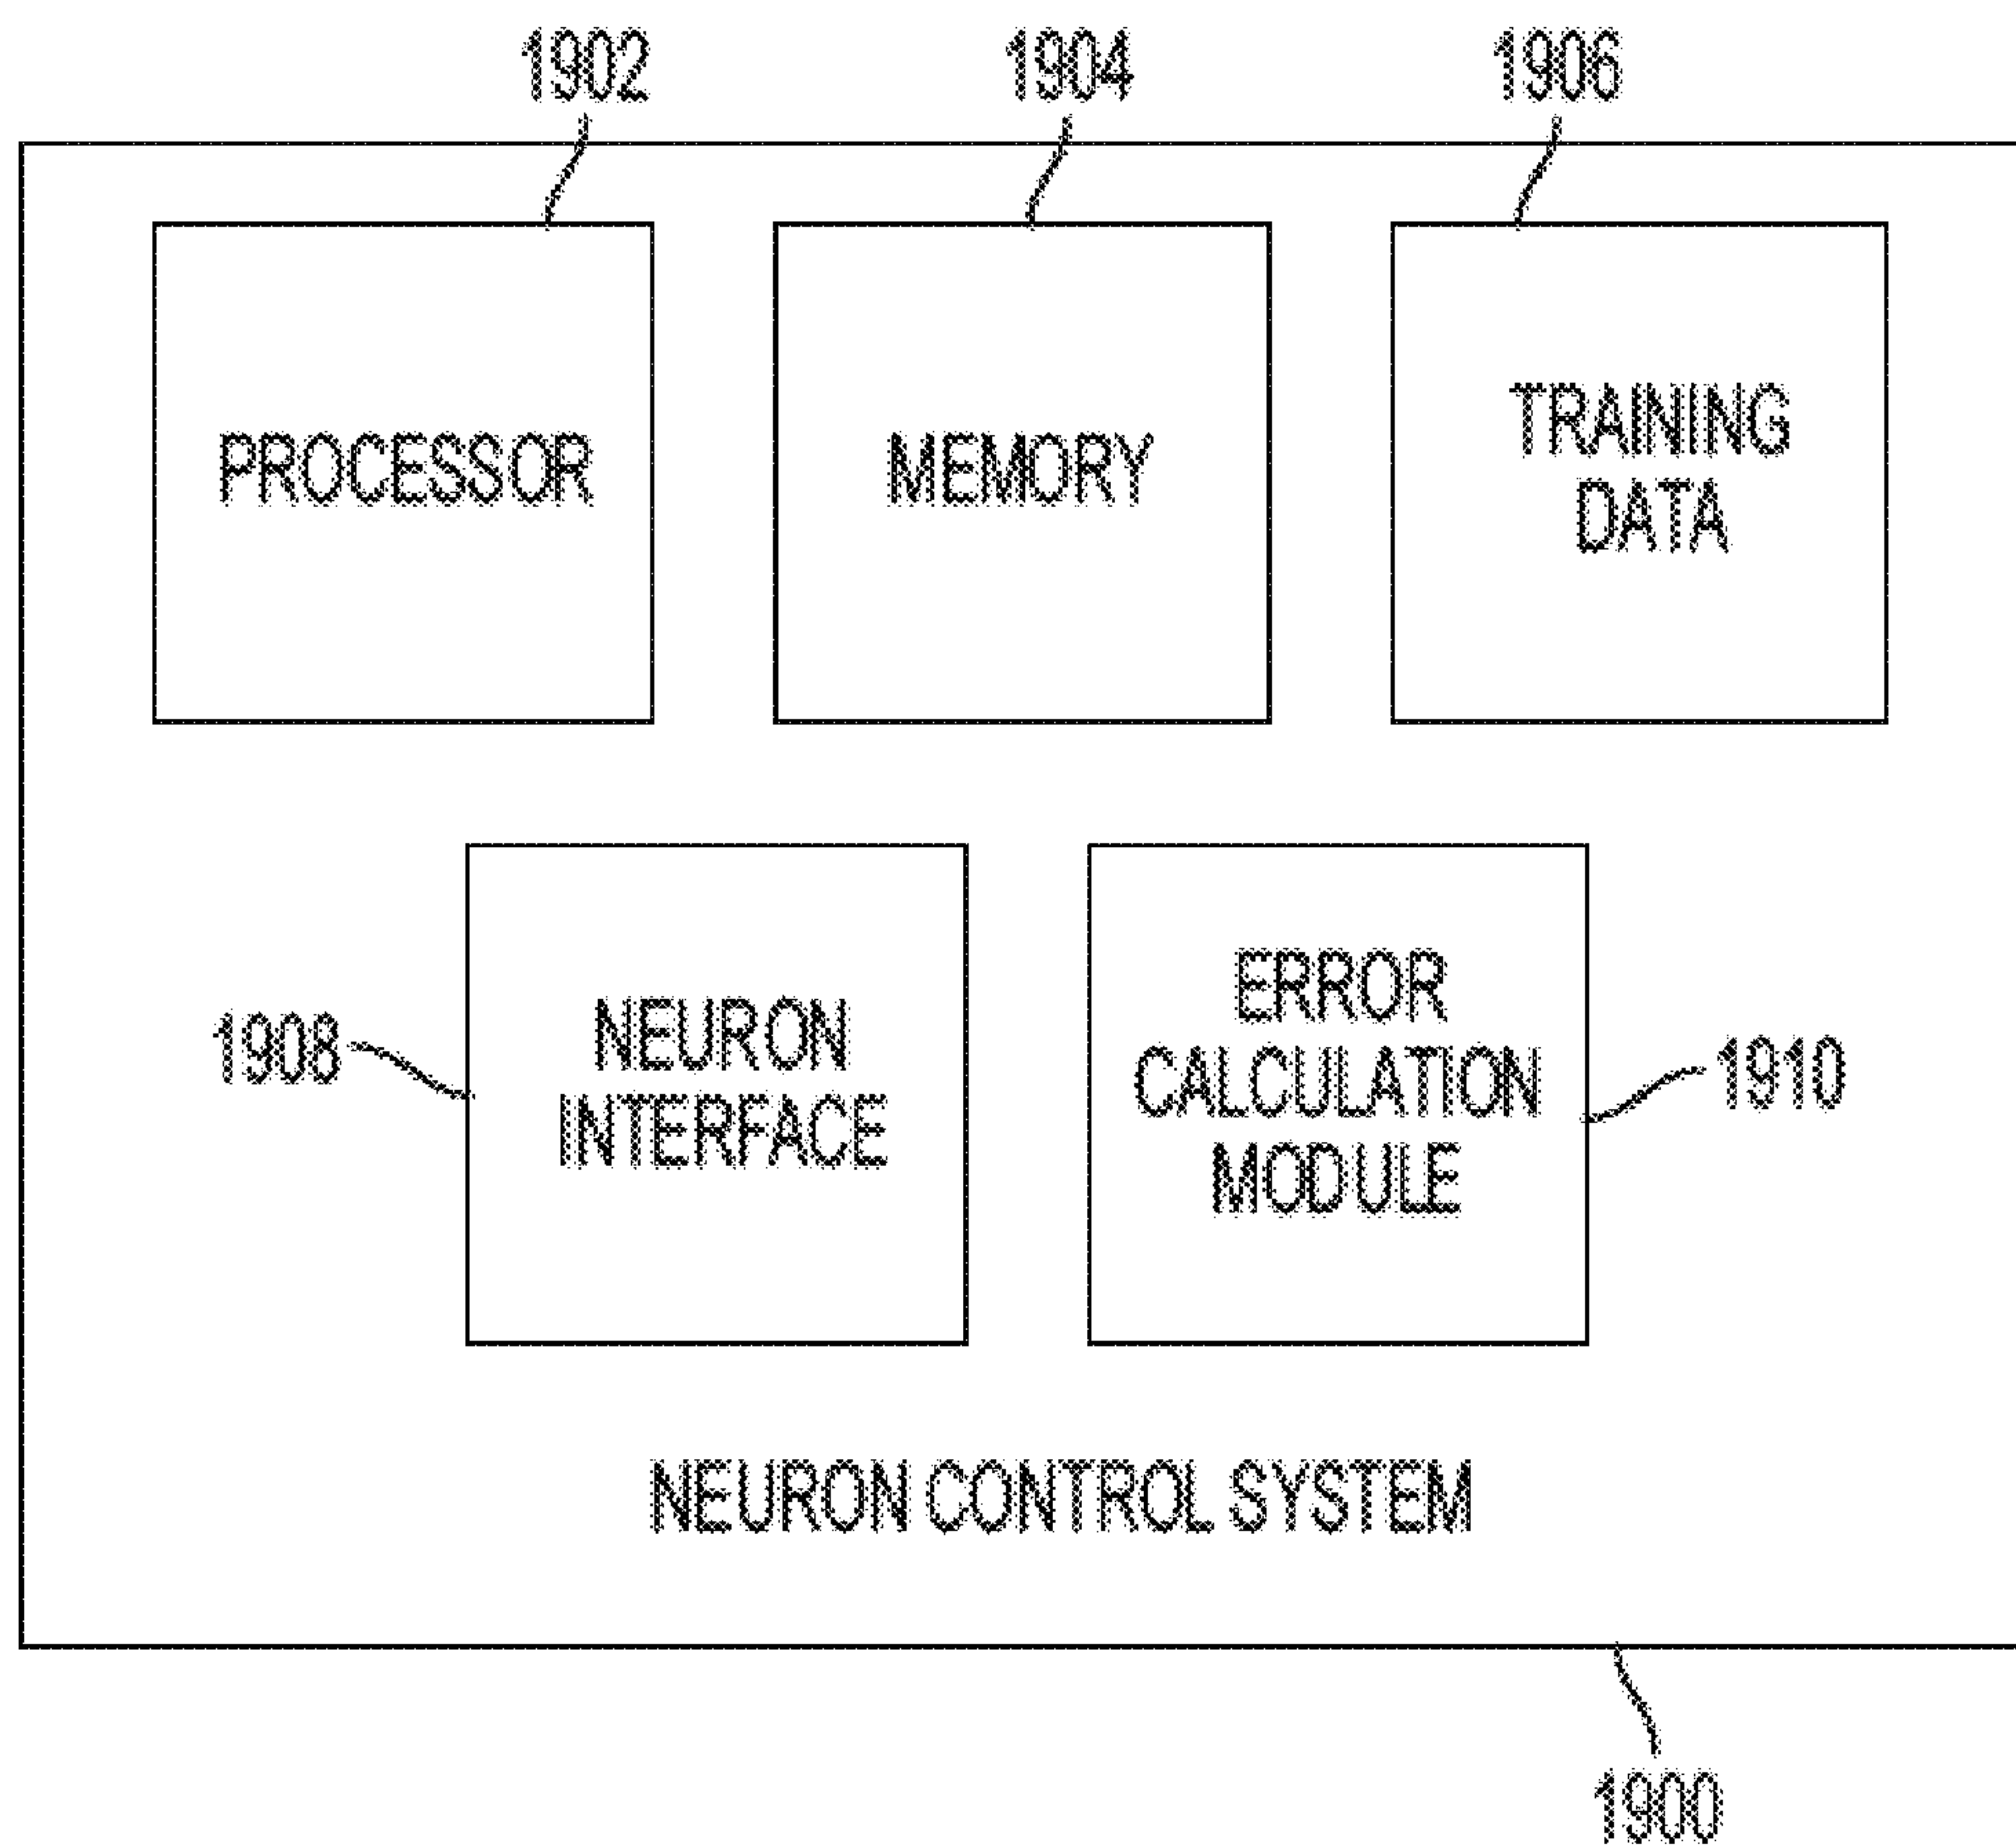 1902 1904 1906
PROCESSOR
MEMORY
TRAINING
DATA
1908
NEURON
INTERFACE
ERROR
CALCULATION
MODULE
1910
NEURON CONTROL SYSTEM
1900